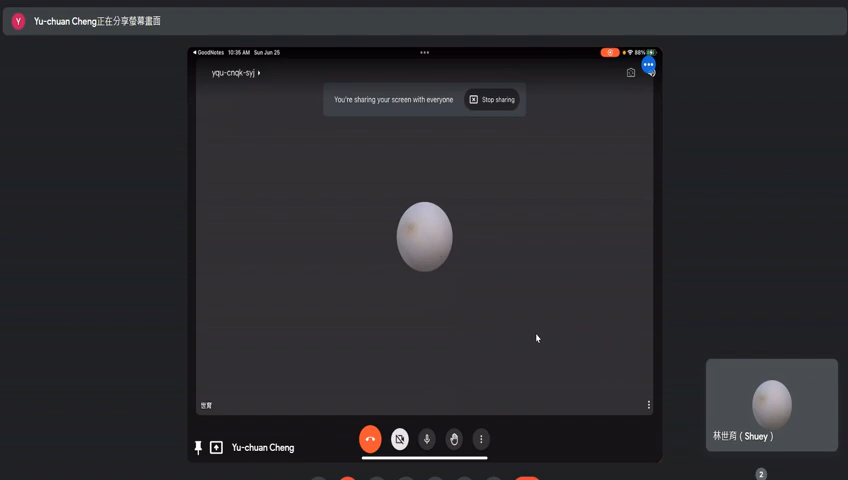 Y Yu-chuan Cheng正在分享螢幕畫面
GoodNotes 10:35 AM Sun Jun 25 88%
yqu-cnqk-syj
You're sharing your screen with everyone Stop sharing
世育
Yu-chuan Cheng
林世育 ( Shuey )
2